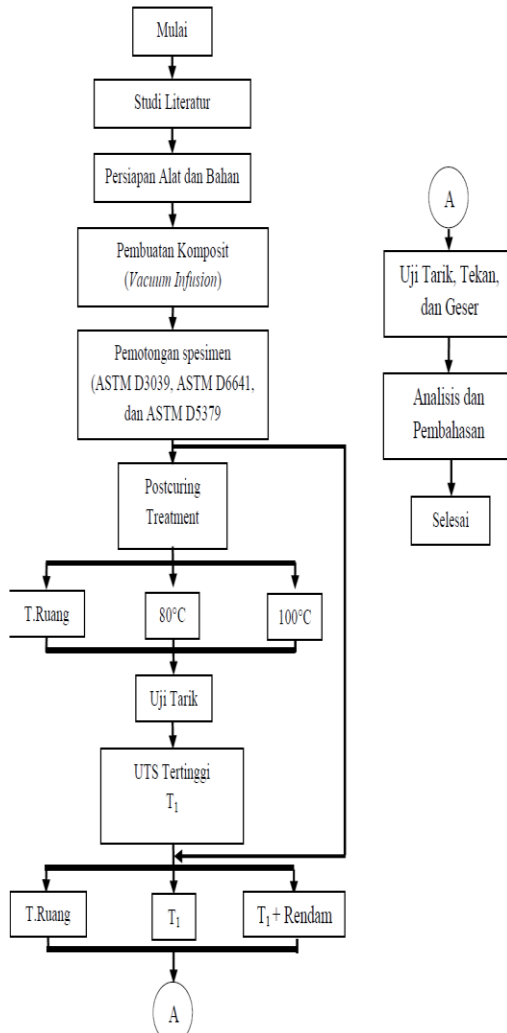 Mulai
Studi Literatur
Persiapan Alat dan Bahan
Pembuatan Komposit
(Vacuum Infusion)
Pemotongan spesimen
(ASTM D3039, ASTM D6641,
dan ASTM D5379
Postcuring
Treatment
T.Ruang
80°C
100°C
Uji Tarik
UTS Tertinggi
T1
T.Ruang
T1
T1 + Rendam
A
A
Uji Tarik, Tekan,
dan Geser
Analisis dan
Pembahasan
Selesai